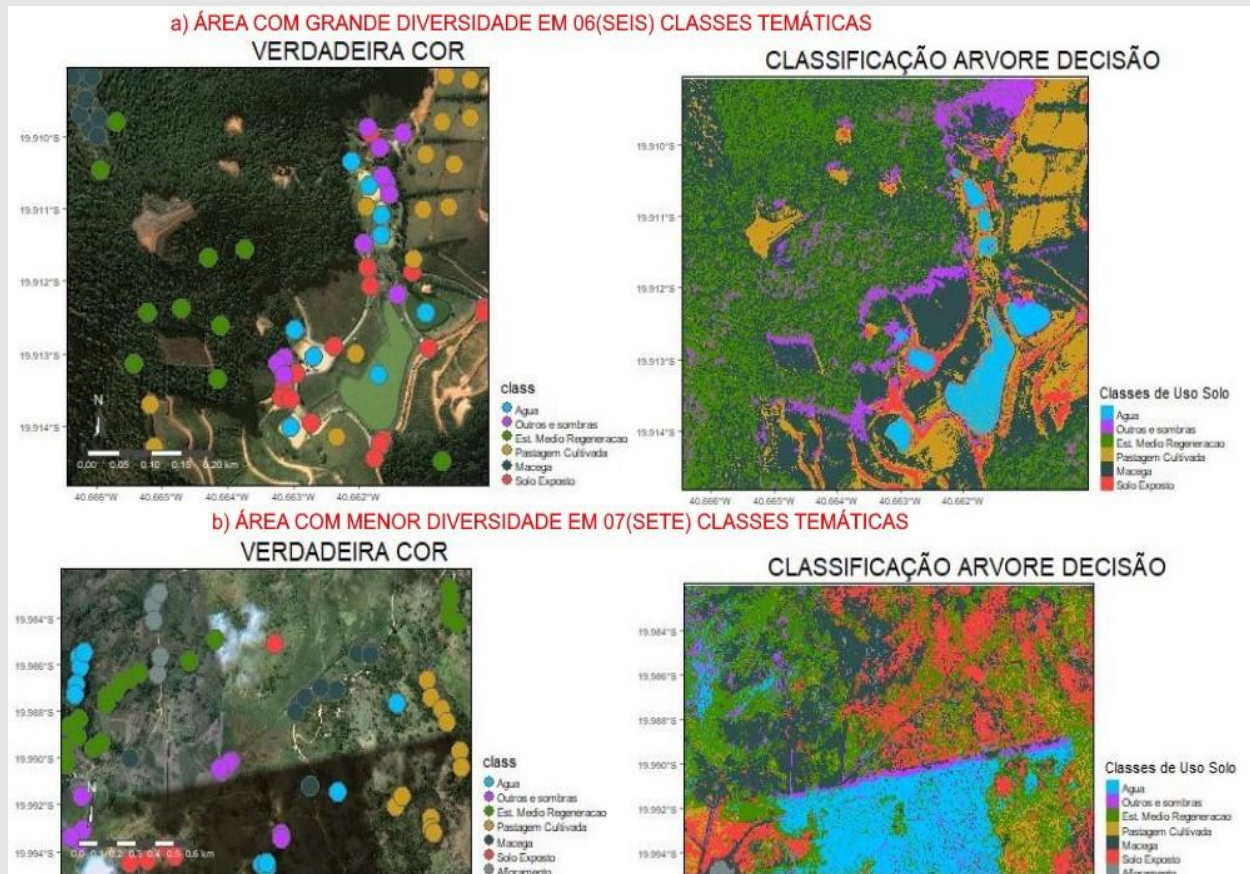 a) ÁREA COM GRANDE DIVERSIDADE EM 06(SEIS) CLASSES TEMÁTICAS
VERDADEIRA COR
CLASSIFICAÇÃO ARVORE DECISÃO
19.910°S
19.911°S
19.912°S
19.913°S
19.914°S
N
0,00 0.05 0.10 0.15 0.20 km
40.666°W 40.665°W 40.664°W 40.663°W 40.662°W
class
Agua
Outros e sombras
Est. Medio Regeneracao
Pastagem Cultivada
Macega
Solo Exposto
19.910°S
19.911°S
19.912°S
19.913°S
19.914°S
40.666°W 40.665°W 40.664°W 40.663°W 40.662°W
Classes de Uso Solo
Agua
Outros e sombras
Est. Medio Regeneracao
Pastagem Cultivada
Macega
Solo Exposto
b) ÁREA COM MENOR DIVERSIDADE EM 07(SETE) CLASSES TEMÁTICAS
VERDADEIRA COR
CLASSIFICAÇÃO ARVORE DECISÃO
19.984°S
19.986°S
19.988°S
19.990°S
19.992°S
19.994°S
N
0.0 0.1 0.2 0.3 0.4 0.5 0.6 km
class
Agua
Outros e sombras
Est. Medio Regeneracao
Pastagem Cultivada
Macega
Solo Exposto
Afloramento
19.984°S
19.986°S
19.988°S
19.990°S
19.992°S
19.994°S
Classes de Uso Solo
Agua
Outros e sombras
Est. Medio Regeneracao
Pastagem Cultivada
Macega
Solo Exposto
Afloramento